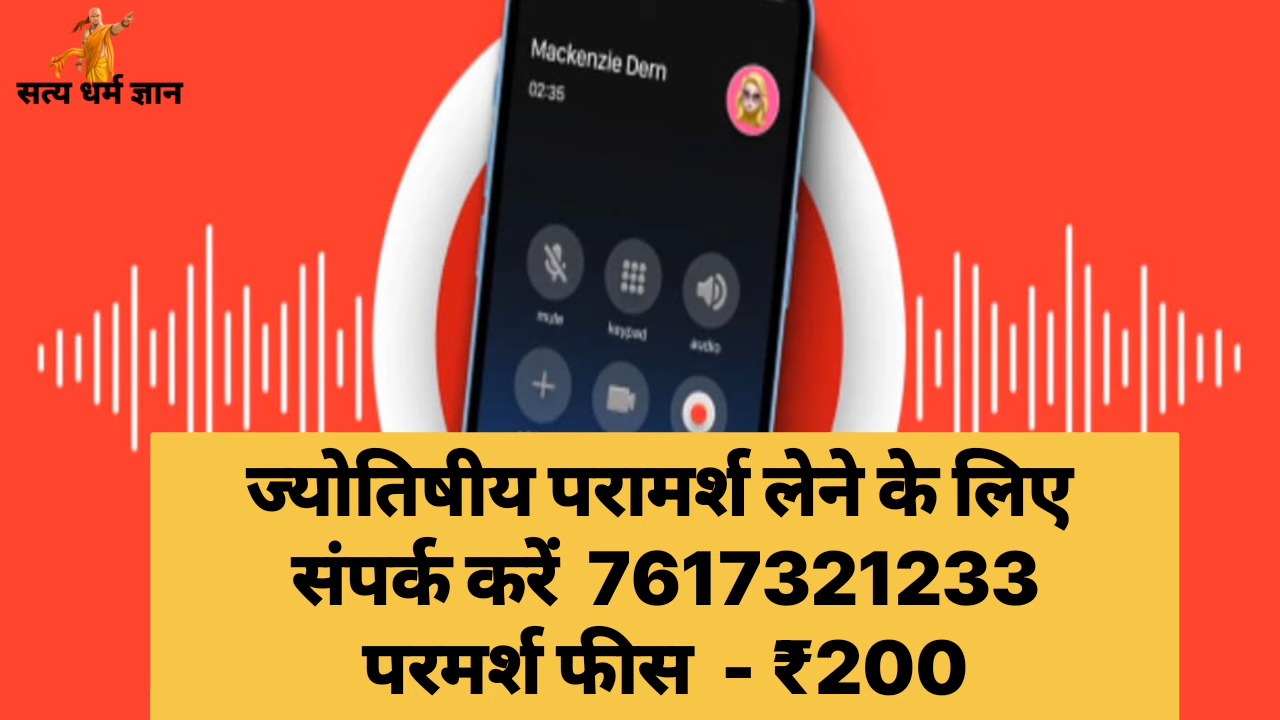 सत्य धर्म ज्ञान
Mackenzie Dern
02:35
mute
keypad
audio
ज्योतिषीय परामर्श लेने के लिए
संपर्क करें 7617321233
परमर्श फीस - ₹200